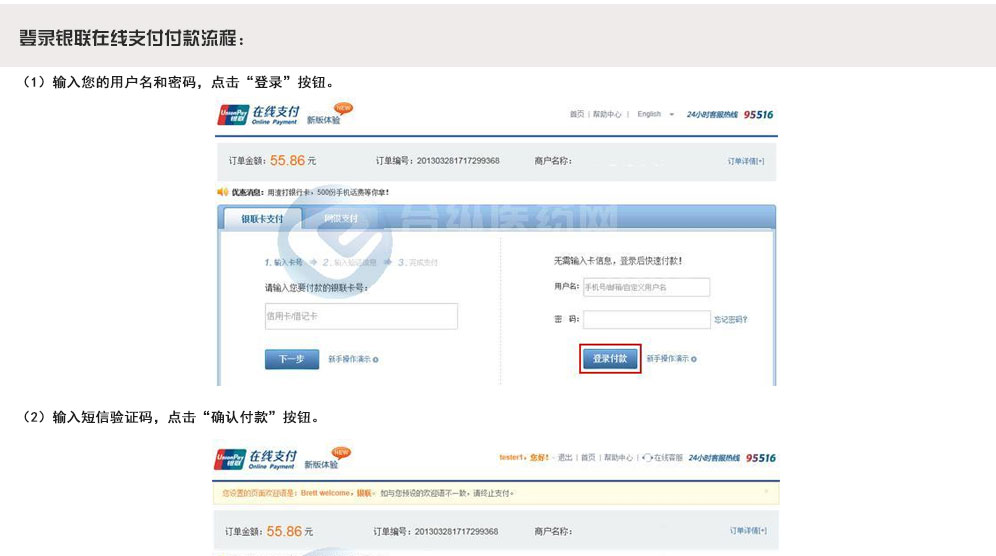 登录银联在线支付付款流程：
（1）输入您的用户名和密码，点击“登录”按钮。
UnionPay 银联 在线支付 Online Payment 新版体验 NEW 首页 | 帮助中心 | English 24小时客服热线 95516
订单金额：55.86 元 订单编号：201303281717299368 商户名称： 订单详情[+]
优惠消息：用渣打银行卡，500份手机话费等你拿！
银联卡支付 网银支付 合纵医药网
1. 输入卡号 2. 输入验证信息 3. 完成支付
无需输入卡信息，登录后快速付款！
请输入您要付款的银联卡号：
用户名：手机号/邮箱/自定义用户名
信用卡/借记卡
密 码： 忘记密码?
下一步 新手操作演示
登录付款 新手操作演示
（2）输入短信验证码，点击“确认付款”按钮。
UnionPay 银联 在线支付 Online Payment 新版体验 NEW tester1，您好！ 退出 | 首页 | 帮助中心 | 在线客服 24小时客服热线 95516
您设置的页面欢迎语是：Brett welcome，银联。 如与您预设的欢迎语不一致，请终止支付。 ×
订单金额：55.86 元 订单编号：201303281717299368 商户名称： 订单详情[+]